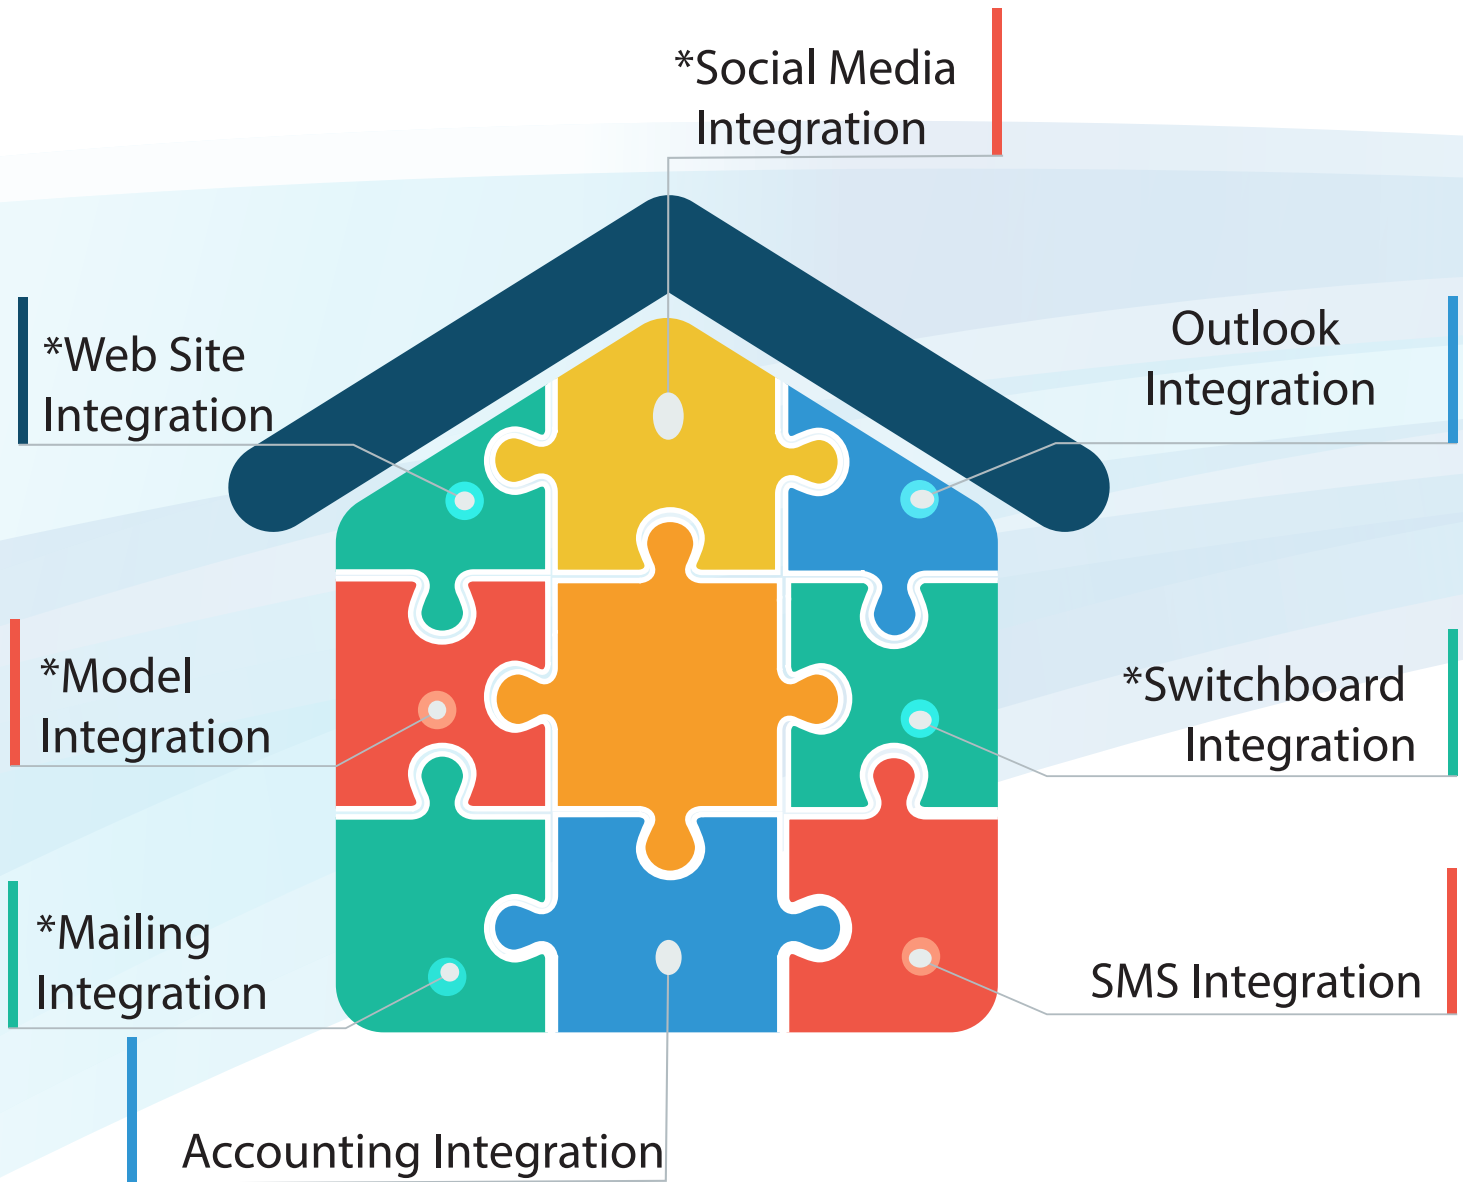 *Social Media
Integration
*Web Site
Integration
Outlook
Integration
*Model
Integration
*Switchboard
Integration
*Mailing
Integration
SMS Integration
Accounting Integration